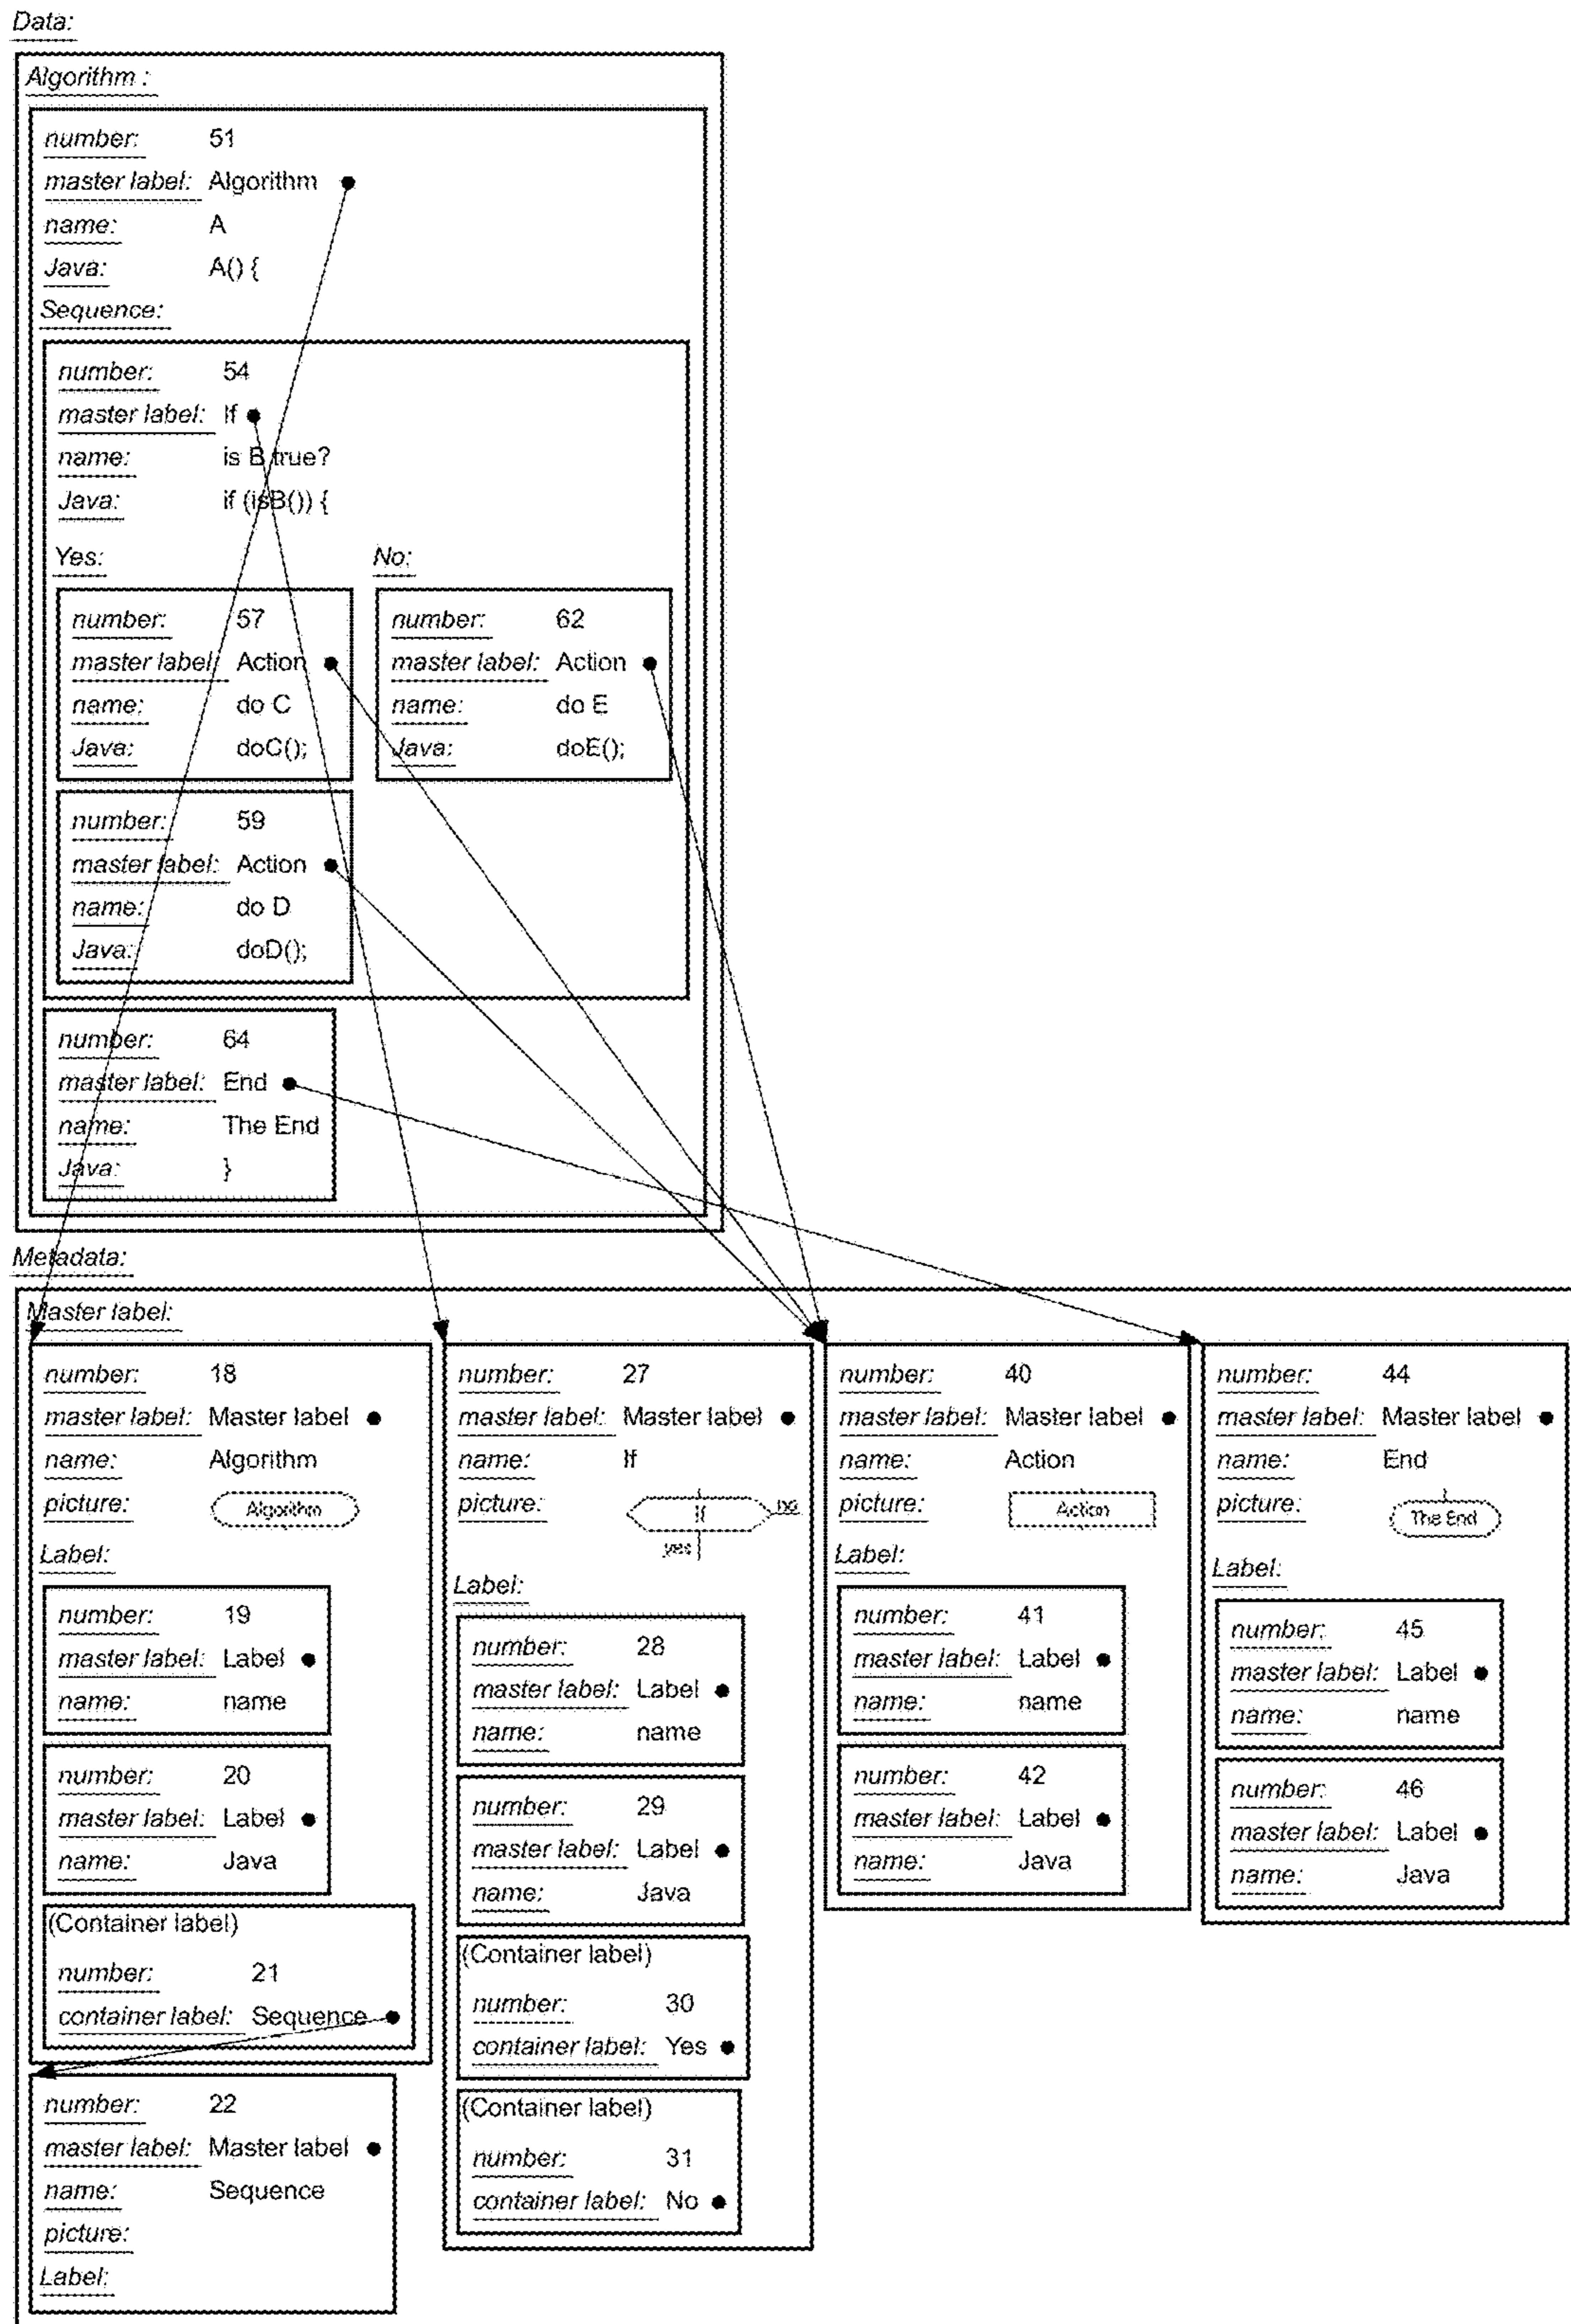 Data:
Algorithm :
number: 51
master label: Algorithm
name: A
Java: A() {
Sequence:
number: 54
master label: If
name: is B true?
Java: if (isB()) {
Yes:
number: 57
master label: Action
name: do C
Java: doC();
number: 59
master label: Action
name: do D
Java: doD();
No:
number: 62
master label: Action
name: do E
Java: doE();
number: 64
master label: End
name: The End
Java: }
Metadata:
Master label:
number: 18
master label: Master label
name: Algorithm
picture: Algorithm
Label:
number: 19
master label: Label
name: name
number: 20
master label: Label
name: Java
(Container label)
number: 21
container label: Sequence
number: 22
master label: Master label
name: Sequence
picture:
Label:
number: 27
master label: Master label
name: If
picture: If no
yes
Label:
number: 28
master label: Label
name: name
number: 29
master label: Label
name: Java
(Container label)
number: 30
container label: Yes
(Container label)
number: 31
container label: No
number: 40
master label: Master label
name: Action
picture: Action
Label:
number: 41
master label: Label
name: name
number: 42
master label: Label
name: Java
number: 44
master label: Master label
name: End
picture: The End
Label:
number: 45
master label: Label
name: name
number: 46
master label: Label
name: Java